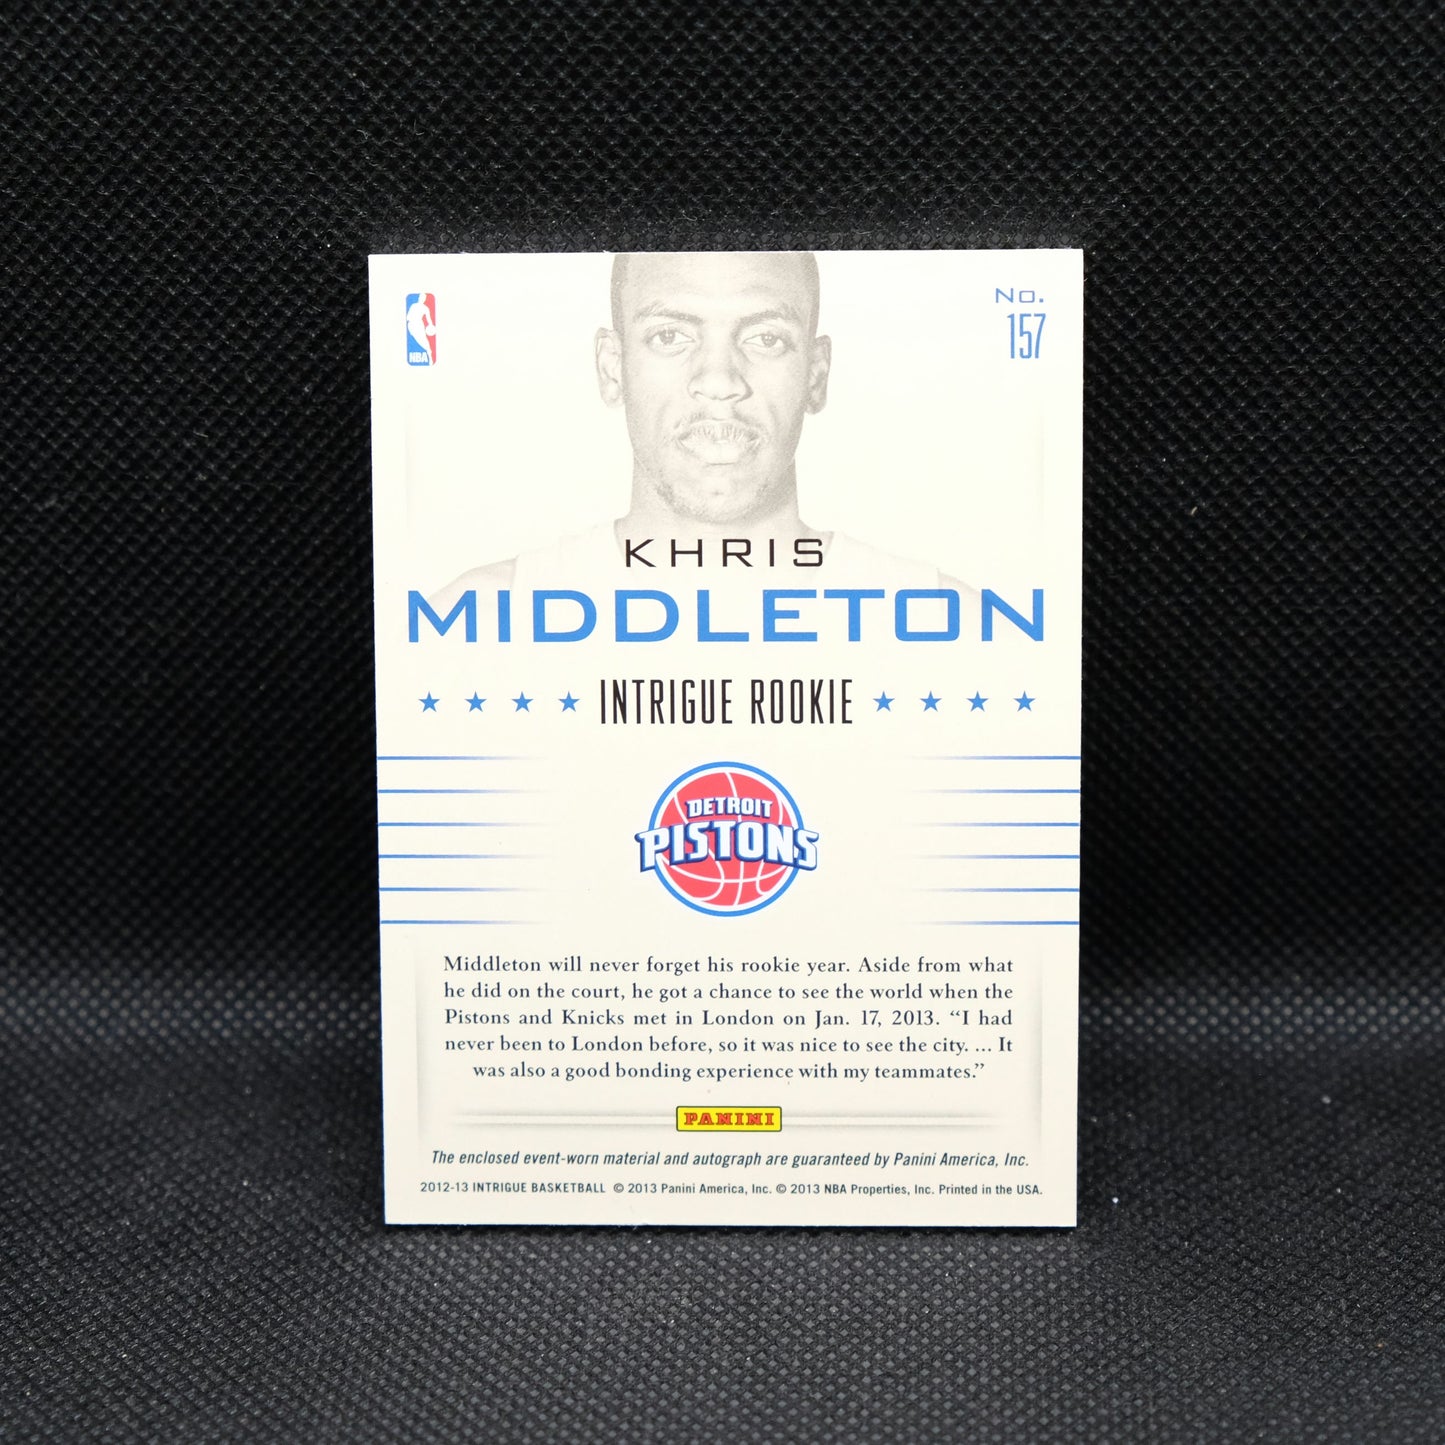 NBA
No.
157
KHRIS
MIDDLETON
INTRIGUE ROOKIE
DETROIT
PISTONS
Middleton will never forget his rookie year. Aside from what
he did on the court, he got a chance to see the world when the
Pistons and Knicks met in London on Jan. 17, 2013. “I had
never been to London before, so it was nice to see the city. ... It
was also a good bonding experience with my teammates.”
PANINI
The enclosed event-worn material and autograph are guaranteed by Panini America, Inc.
2012-13 INTRIGUE BASKETBALL © 2013 Panini America, Inc. © 2013 NBA Properties, Inc. Printed in the USA.